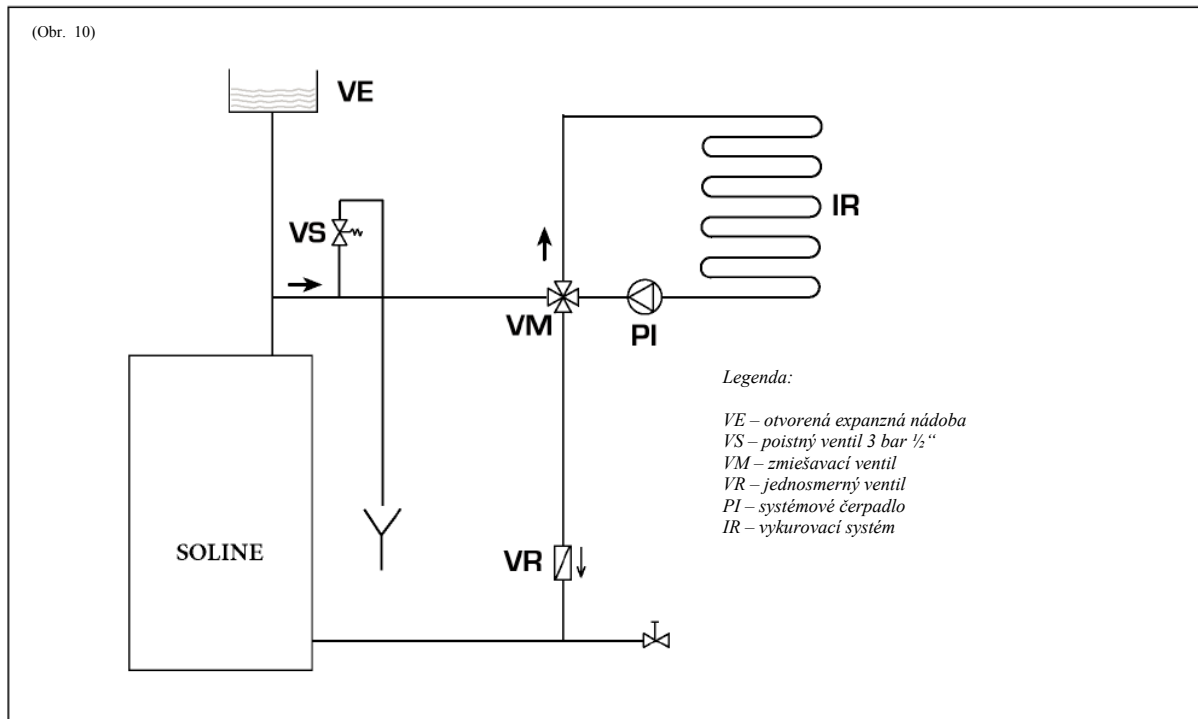 (Obr. 10)
VE
VS
IR
VM
PI
Legenda:
VE – otvorená expanzná nádoba
VS – poistný ventil 3 bar ½“
VM – zmiešavací ventil
VR – jednosmerný ventil
PI – systémové čerpadlo
IR – vykurovací systém
SOLINE
VR